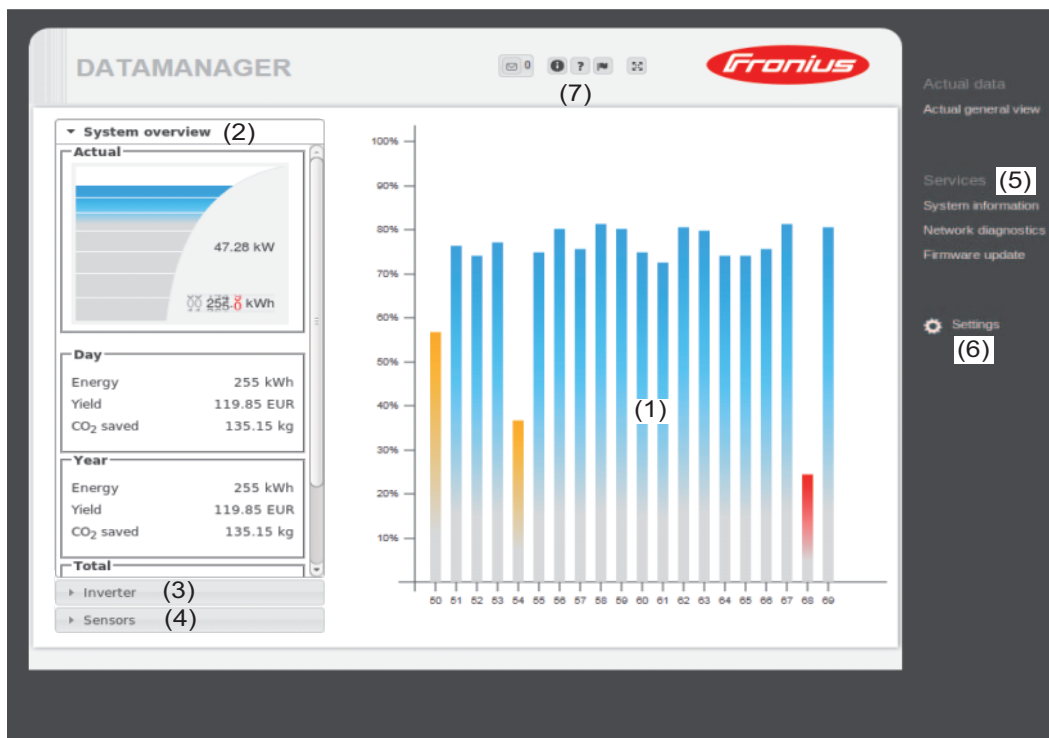 DATAMANAGER
0
i ?
(7)
Fronius
System overview (2)
Actual
47.28 kW
kWh
Day
Energy 255 kWh
Yield 119.85 EUR
CO2 saved 135.15 kg
Year
Energy 255 kWh
Yield 119.85 EUR
CO2 saved 135.15 kg
Total
Inverter (3)
Sensors (4)
100%
90%
80%
70%
60%
50%
40%
30%
20%
10%
(1)
50 51 52 53 54 55 56 57 58 59 60 61 62 63 64 65 66 67 68 69
Actual data
Actual general view
Services (5)
System information
Network diagnostics
Firmware update
Settings
(6)